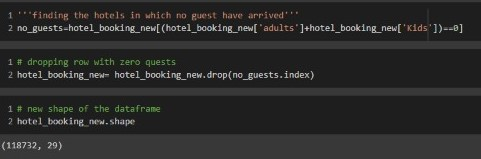 1 '''finding the hotels in which no guest have arrived'''
2 no_guests=hotel_booking_new[(hotel_booking_new['adults']+hotel_booking_new['Kids'])==0]
1 # dropping row with zero quests
2 hotel_booking_new= hotel_booking_new.drop(no_guests.index)
1 # new shape of the dataframe
2 hotel_booking_new.shape
(118732, 29)